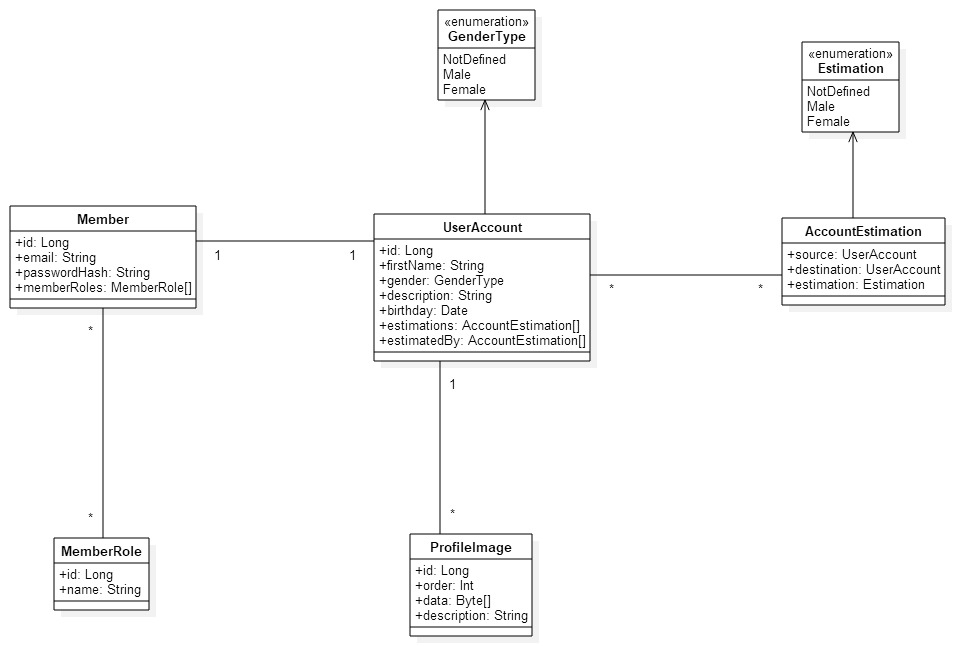 «enumeration»
GenderType
NotDefined
Male
Female
«enumeration»
Estimation
NotDefined
Male
Female
Member
+id: Long
+email: String
+passwordHash: String
+memberRoles: MemberRole[]
1
1
UserAccount
+id: Long
+firstName: String
+gender: GenderType
+description: String
+birthday: Date
+estimations: AccountEstimation[]
+estimatedBy: AccountEstimation[]
*
*
AccountEstimation
+source: UserAccount
+destination: UserAccount
+estimation: Estimation
*
*
1
*
MemberRole
+id: Long
+name: String
ProfileImage
+id: Long
+order: Int
+data: Byte[]
+description: String